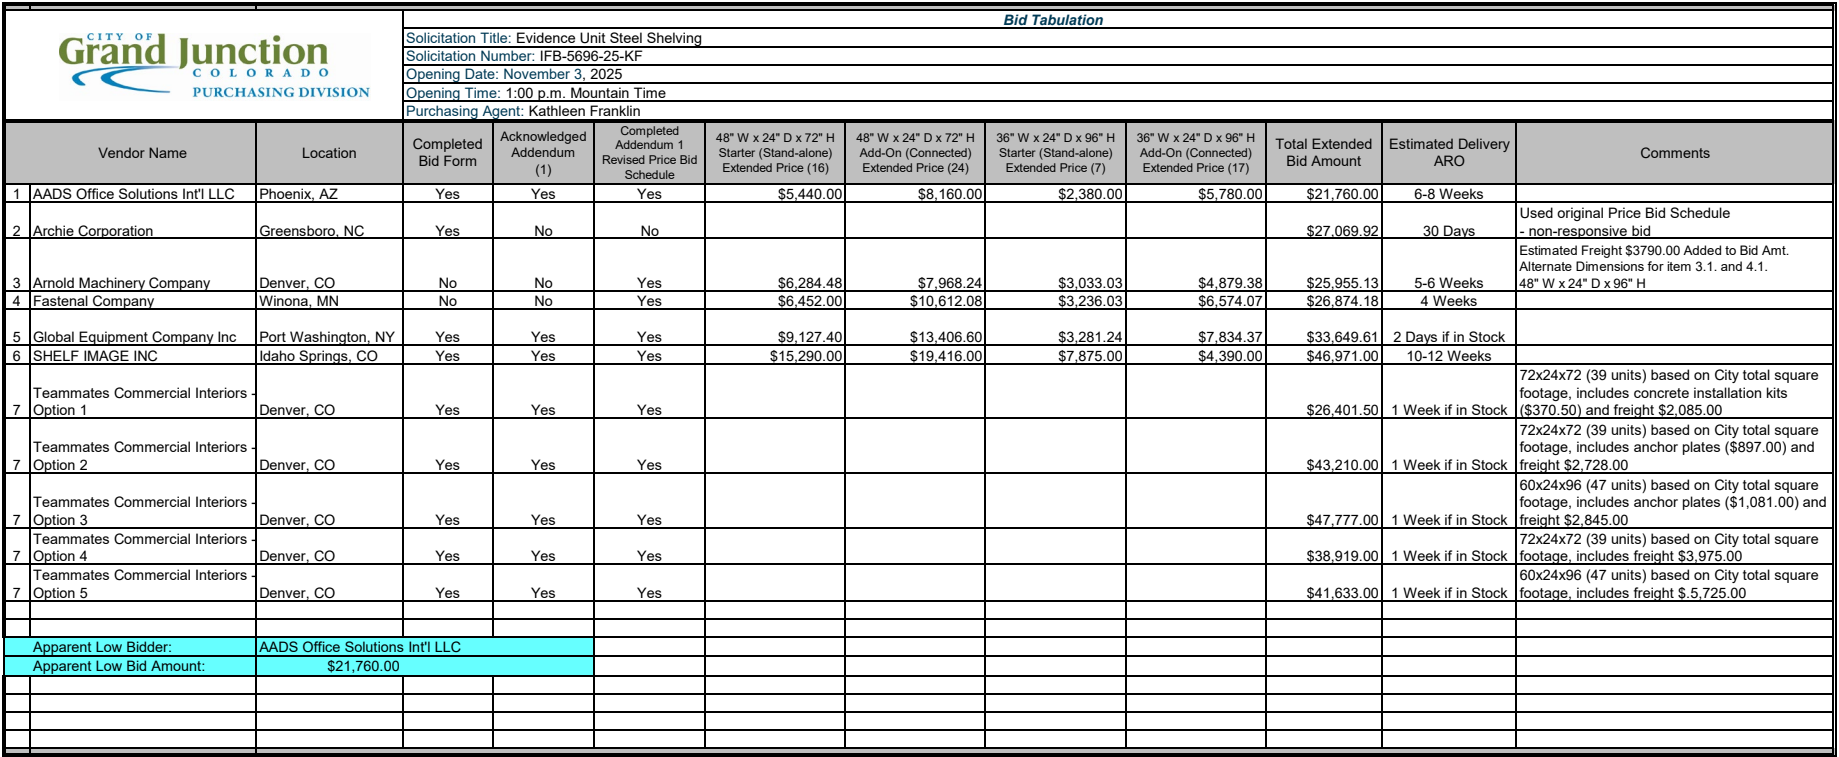 CITY OF
Grand Junction
COLORADO
PURCHASING DIVISION
Bid Tabulation
Solicitation Title: Evidence Unit Steel Shelving
Solicitation Number: IFB-5696-25-KF
Opening Date: November 3, 2025
Opening Time: 1:00 p.m. Mountain Time
Purchasing Agent: Kathleen Franklin
Vendor Name
Location
Completed
Bid Form
Acknowledged
Addendum
(1)
Completed
Addendum 1
Revised Price Bid
Schedule
48" W x 24" D x 72" H
Starter (Stand-alone)
Extended Price (16)
48" W x 24" D x 72" H
Add-On (Connected)
Extended Price (24)
36" W x 24" D x 96" H
Starter (Stand-alone)
Extended Price (7)
36" W x 24" D x 96" H
Add-On (Connected)
Extended Price (17)
Total Extended
Bid Amount
Estimated Delivery
ARO
Comments
1 AADS Office Solutions Int'l LLC Phoenix, AZ Yes Yes Yes $5,440.00 $8,160.00 $2,380.00 $5,780.00 $21,760.00 6-8 Weeks
2 Archie Corporation Greensboro, NC Yes No No $27,069.92 30 Days
Used original Price Bid Schedule
- non-responsive bid
3 Arnold Machinery Company Denver, CO No No Yes $6,284.48 $7,968.24 $3,033.03 $4,879.38 $25,955.13 5-6 Weeks
Estimated Freight $3790.00 Added to Bid Amt.
Alternate Dimensions for item 3.1. and 4.1.
48" W x 24" D x 96" H
4 Fastenal Company Winona, MN No No Yes $6,452.00 $10,612.08 $3,236.03 $6,574.07 $26,874.18 4 Weeks
5 Global Equipment Company Inc Port Washington, NY Yes Yes Yes $9,127.40 $13,406.60 $3,281.24 $7,834.37 $33,649.61 2 Days if in Stock
6 SHELF IMAGE INC Idaho Springs, CO Yes Yes Yes $15,290.00 $19,416.00 $7,875.00 $4,390.00 $46,971.00 10-12 Weeks
Teammates Commercial Interiors -
7 Option 1 Denver, CO Yes Yes Yes $26,401.50 1 Week if in Stock
72x24x72 (39 units) based on City total square
footage, includes concrete installation kits
($370.50) and freight $2,085.00
Teammates Commercial Interiors -
7 Option 2 Denver, CO Yes Yes Yes $43,210.00 1 Week if in Stock
72x24x72 (39 units) based on City total square
footage, includes anchor plates ($897.00) and
freight $2,728.00
Teammates Commercial Interiors -
7 Option 3 Denver, CO Yes Yes Yes $47,777.00 1 Week if in Stock
60x24x96 (47 units) based on City total square
footage, includes anchor plates ($1,081.00) and
freight $2,845.00
Teammates Commercial Interiors -
7 Option 4 Denver, CO Yes Yes Yes $38,919.00 1 Week if in Stock
72x24x72 (39 units) based on City total square
footage, includes freight $3,975.00
Teammates Commercial Interiors -
7 Option 5 Denver, CO Yes Yes Yes $41,633.00 1 Week if in Stock
60x24x96 (47 units) based on City total square
footage, includes freight $.5,725.00
Apparent Low Bidder: AADS Office Solutions Int'l LLC
Apparent Low Bid Amount: $21,760.00